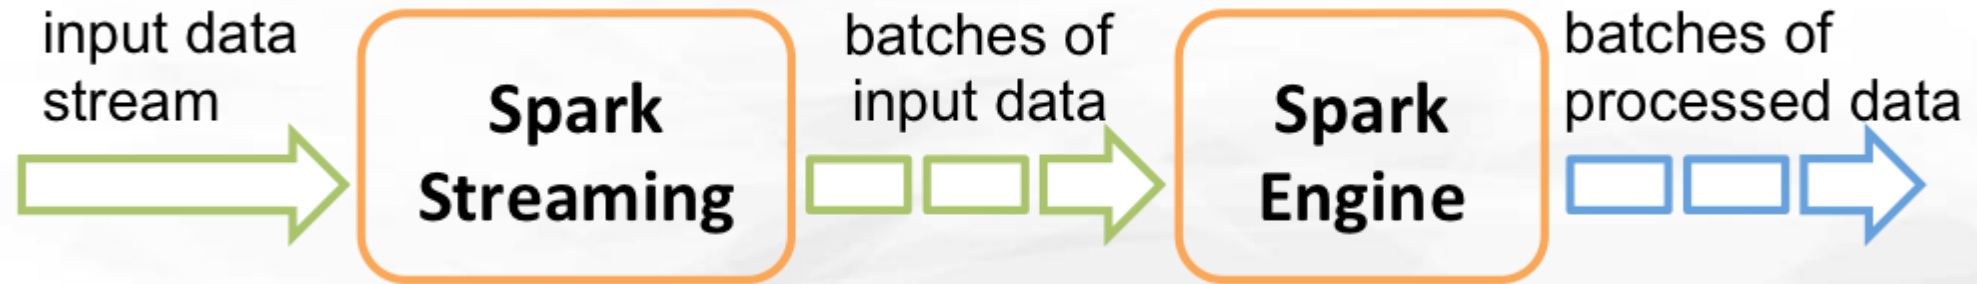 input data
stream
Spark
Streaming
batches of
input data
Spark
Engine
batches of
processed data